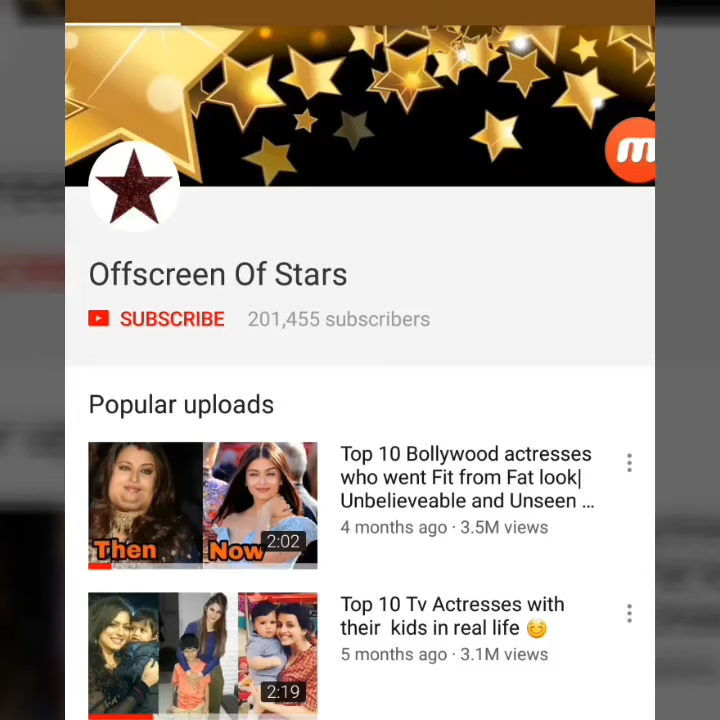 m
Offscreen Of Stars
SUBSCRIBE 201,455 subscribers
Popular uploads
Top 10 Bollywood actresses
who went Fit from Fat look|
Unbelieveable and Unseen ...
4 months ago · 3.5M views
Then Now 2:02
Top 10 Tv Actresses with
their kids in real life 😊
5 months ago · 3.1M views
2:19